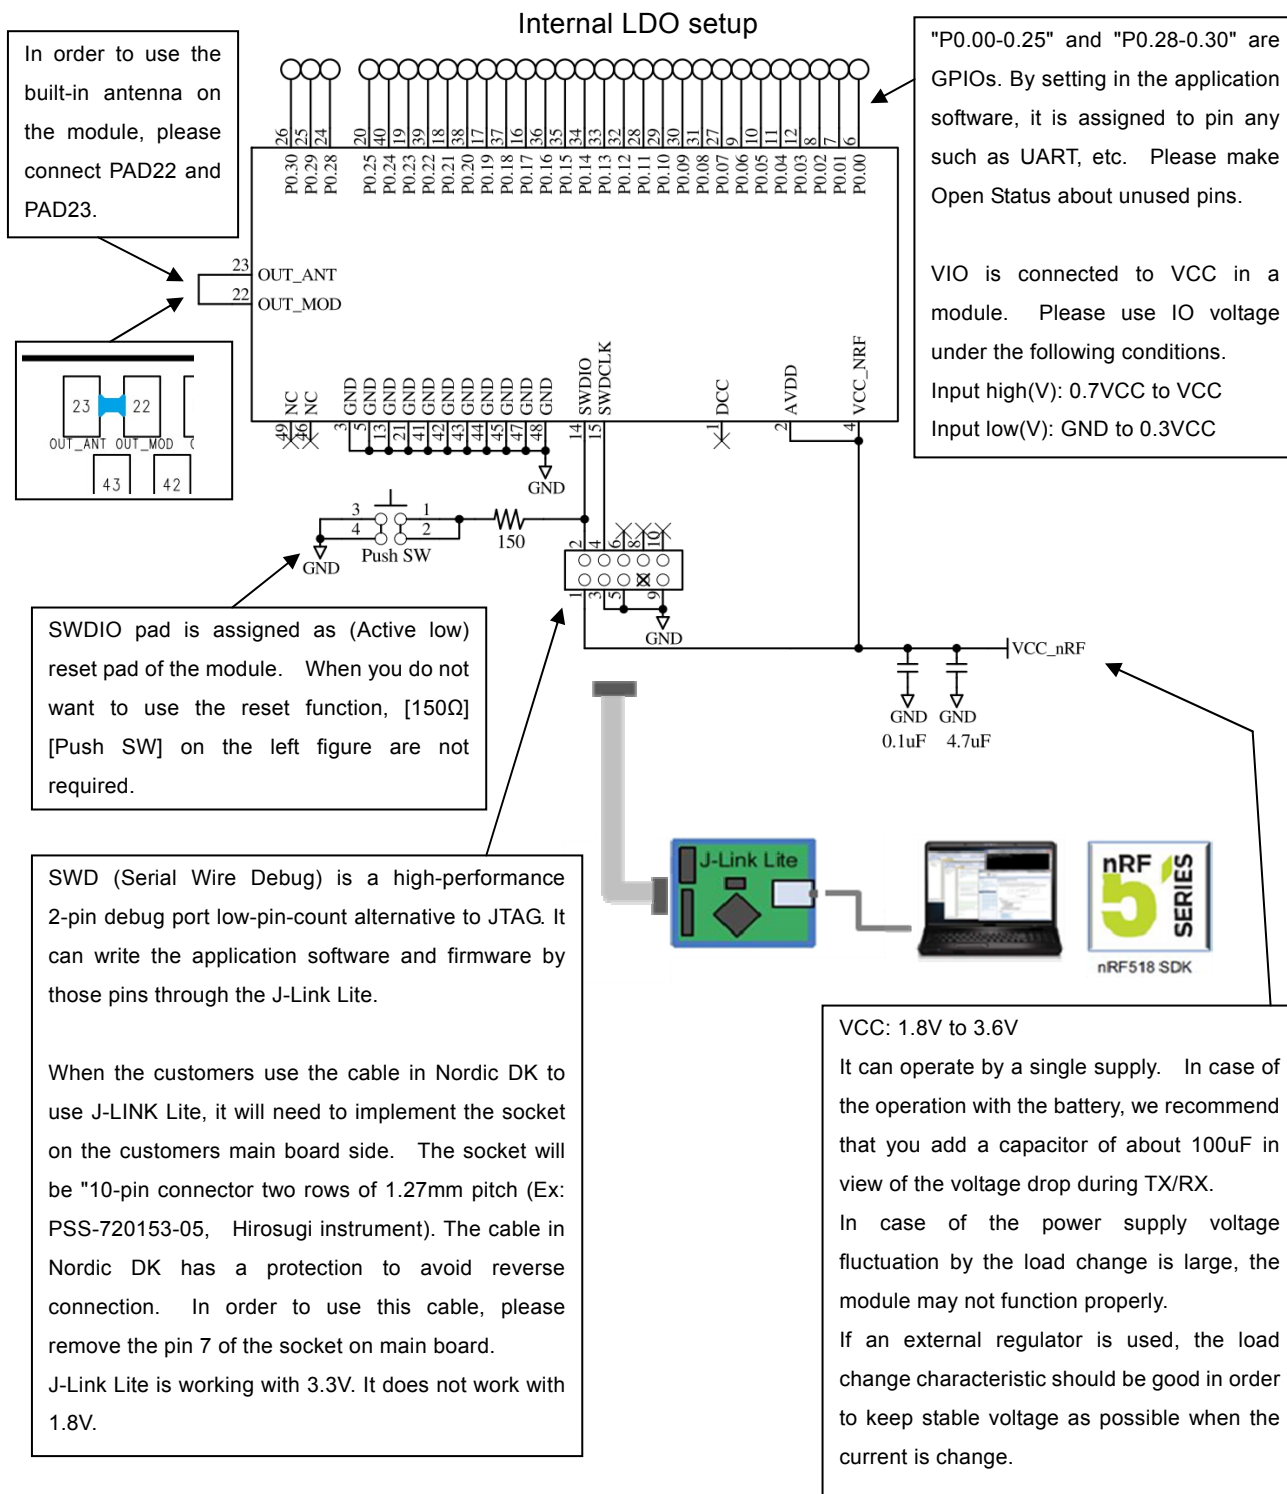 Internal LDO setup
In order to use the
built-in antenna on
the module, please
connect PAD22 and
PAD23.
"P0.00-0.25" and "P0.28-0.30" are
GPIOs. By setting in the application
software, it is assigned to pin any
such as UART, etc. Please make
Open Status about unused pins.
VIO is connected to VCC in a
module. Please use IO voltage
under the following conditions.
Input high(V): 0.7VCC to VCC
Input low(V): GND to 0.3VCC
26 25 24 20 40 19 39 18 38 17 37 16 36 35 34 33 32 28 29 30 31 27 9 10 11 12 8 7 6
P0.30 P0.29 P0.28 P0.25 P0.24 P0.23 P0.22 P0.21 P0.20 P0.19 P0.18 P0.17 P0.16 P0.15 P0.14 P0.13 P0.12 P0.11 P0.10 P0.09 P0.08 P0.07 P0.06 P0.05 P0.04 P0.03 P0.02 P0.01 P0.00
23 OUT_ANT
22 OUT_MOD
NC NC GND GND GND GND GND GND GND GND GND GND GND SWDIO SWDCLK DCC AVDD VCC_NRF
49 46 3 5 13 21 41 42 43 44 45 47 48 14 15 1 2 4
23 22
OUT_ANT OUT_MOD
43 42
GND
3 1
4 2
Push SW
150
GND
2 4 6 8 10
1 3 5 9
GND
VCC_nRF
GND GND
0.1uF 4.7uF
SWDIO pad is assigned as (Active low)
reset pad of the module. When you do not
want to use the reset function, [150Ω]
[Push SW] on the left figure are not
required.
J-Link Lite
nRF
5
SERIES
nRF518 SDK
SWD (Serial Wire Debug) is a high-performance
2-pin debug port low-pin-count alternative to JTAG. It
can write the application software and firmware by
those pins through the J-Link Lite.
When the customers use the cable in Nordic DK to
use J-LINK Lite, it will need to implement the socket
on the customers main board side. The socket will
be "10-pin connector two rows of 1.27mm pitch (Ex:
PSS-720153-05, Hirosugi instrument). The cable in
Nordic DK has a protection to avoid reverse
connection. In order to use this cable, please
remove the pin 7 of the socket on main board.
J-Link Lite is working with 3.3V. It does not work with
1.8V.
VCC: 1.8V to 3.6V
It can operate by a single supply. In case of
the operation with the battery, we recommend
that you add a capacitor of about 100uF in
view of the voltage drop during TX/RX.
In case of the power supply voltage
fluctuation by the load change is large, the
module may not function properly.
If an external regulator is used, the load
change characteristic should be good in order
to keep stable voltage as possible when the
current is change.